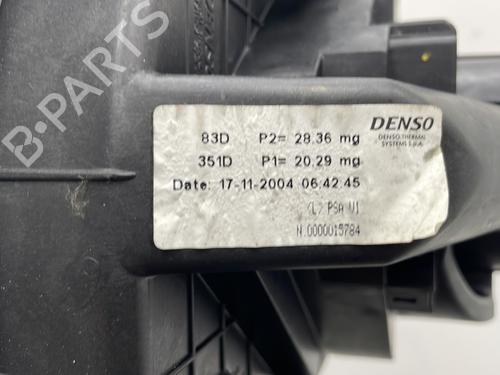 83D P2= 28.36 mg
351D P1= 20.29 mg
Date: 17-11-2004 06:42:45
DENSO
DENSO THERMAL
SYSTEMS S.p.A.
PSA V1
N.0000015784
B-PARTS